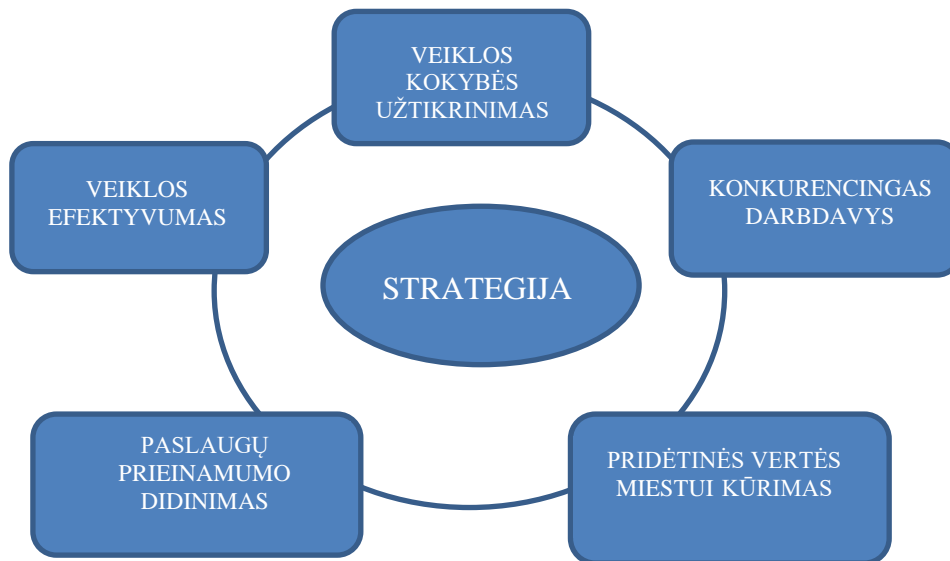 VEIKLOS
KOKYBĖS
UŽTIKRINIMAS
VEIKLOS
EFEKTYVUMAS
KONKURENCINGAS
DARBDAVYS
STRATEGIJA
PASLAUGŲ
PRIEINAMUMO
DIDINIMAS
PRIDĖTINĖS VERTĖS
MIESTUI KŪRIMAS